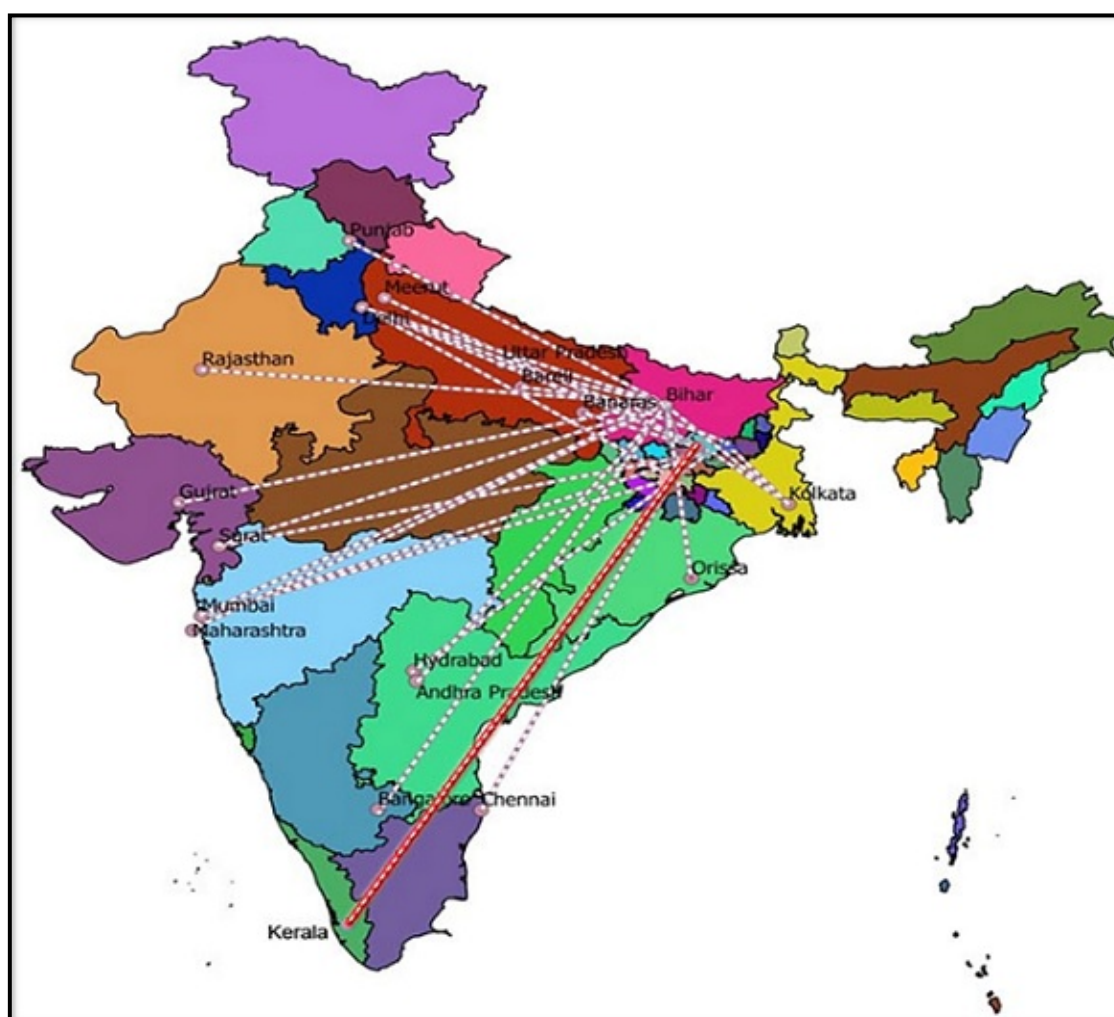 Punjab
Meerut
Delhi
Uttar Pradesh
Rajasthan
Bareil
Bihar
Banaras
Gujrat
Kolkata
Surat
Orissa
Mumbai
Maharashtra
Hydrabad
Andhra Pradesh
Bangalore
Chennai
Kerala